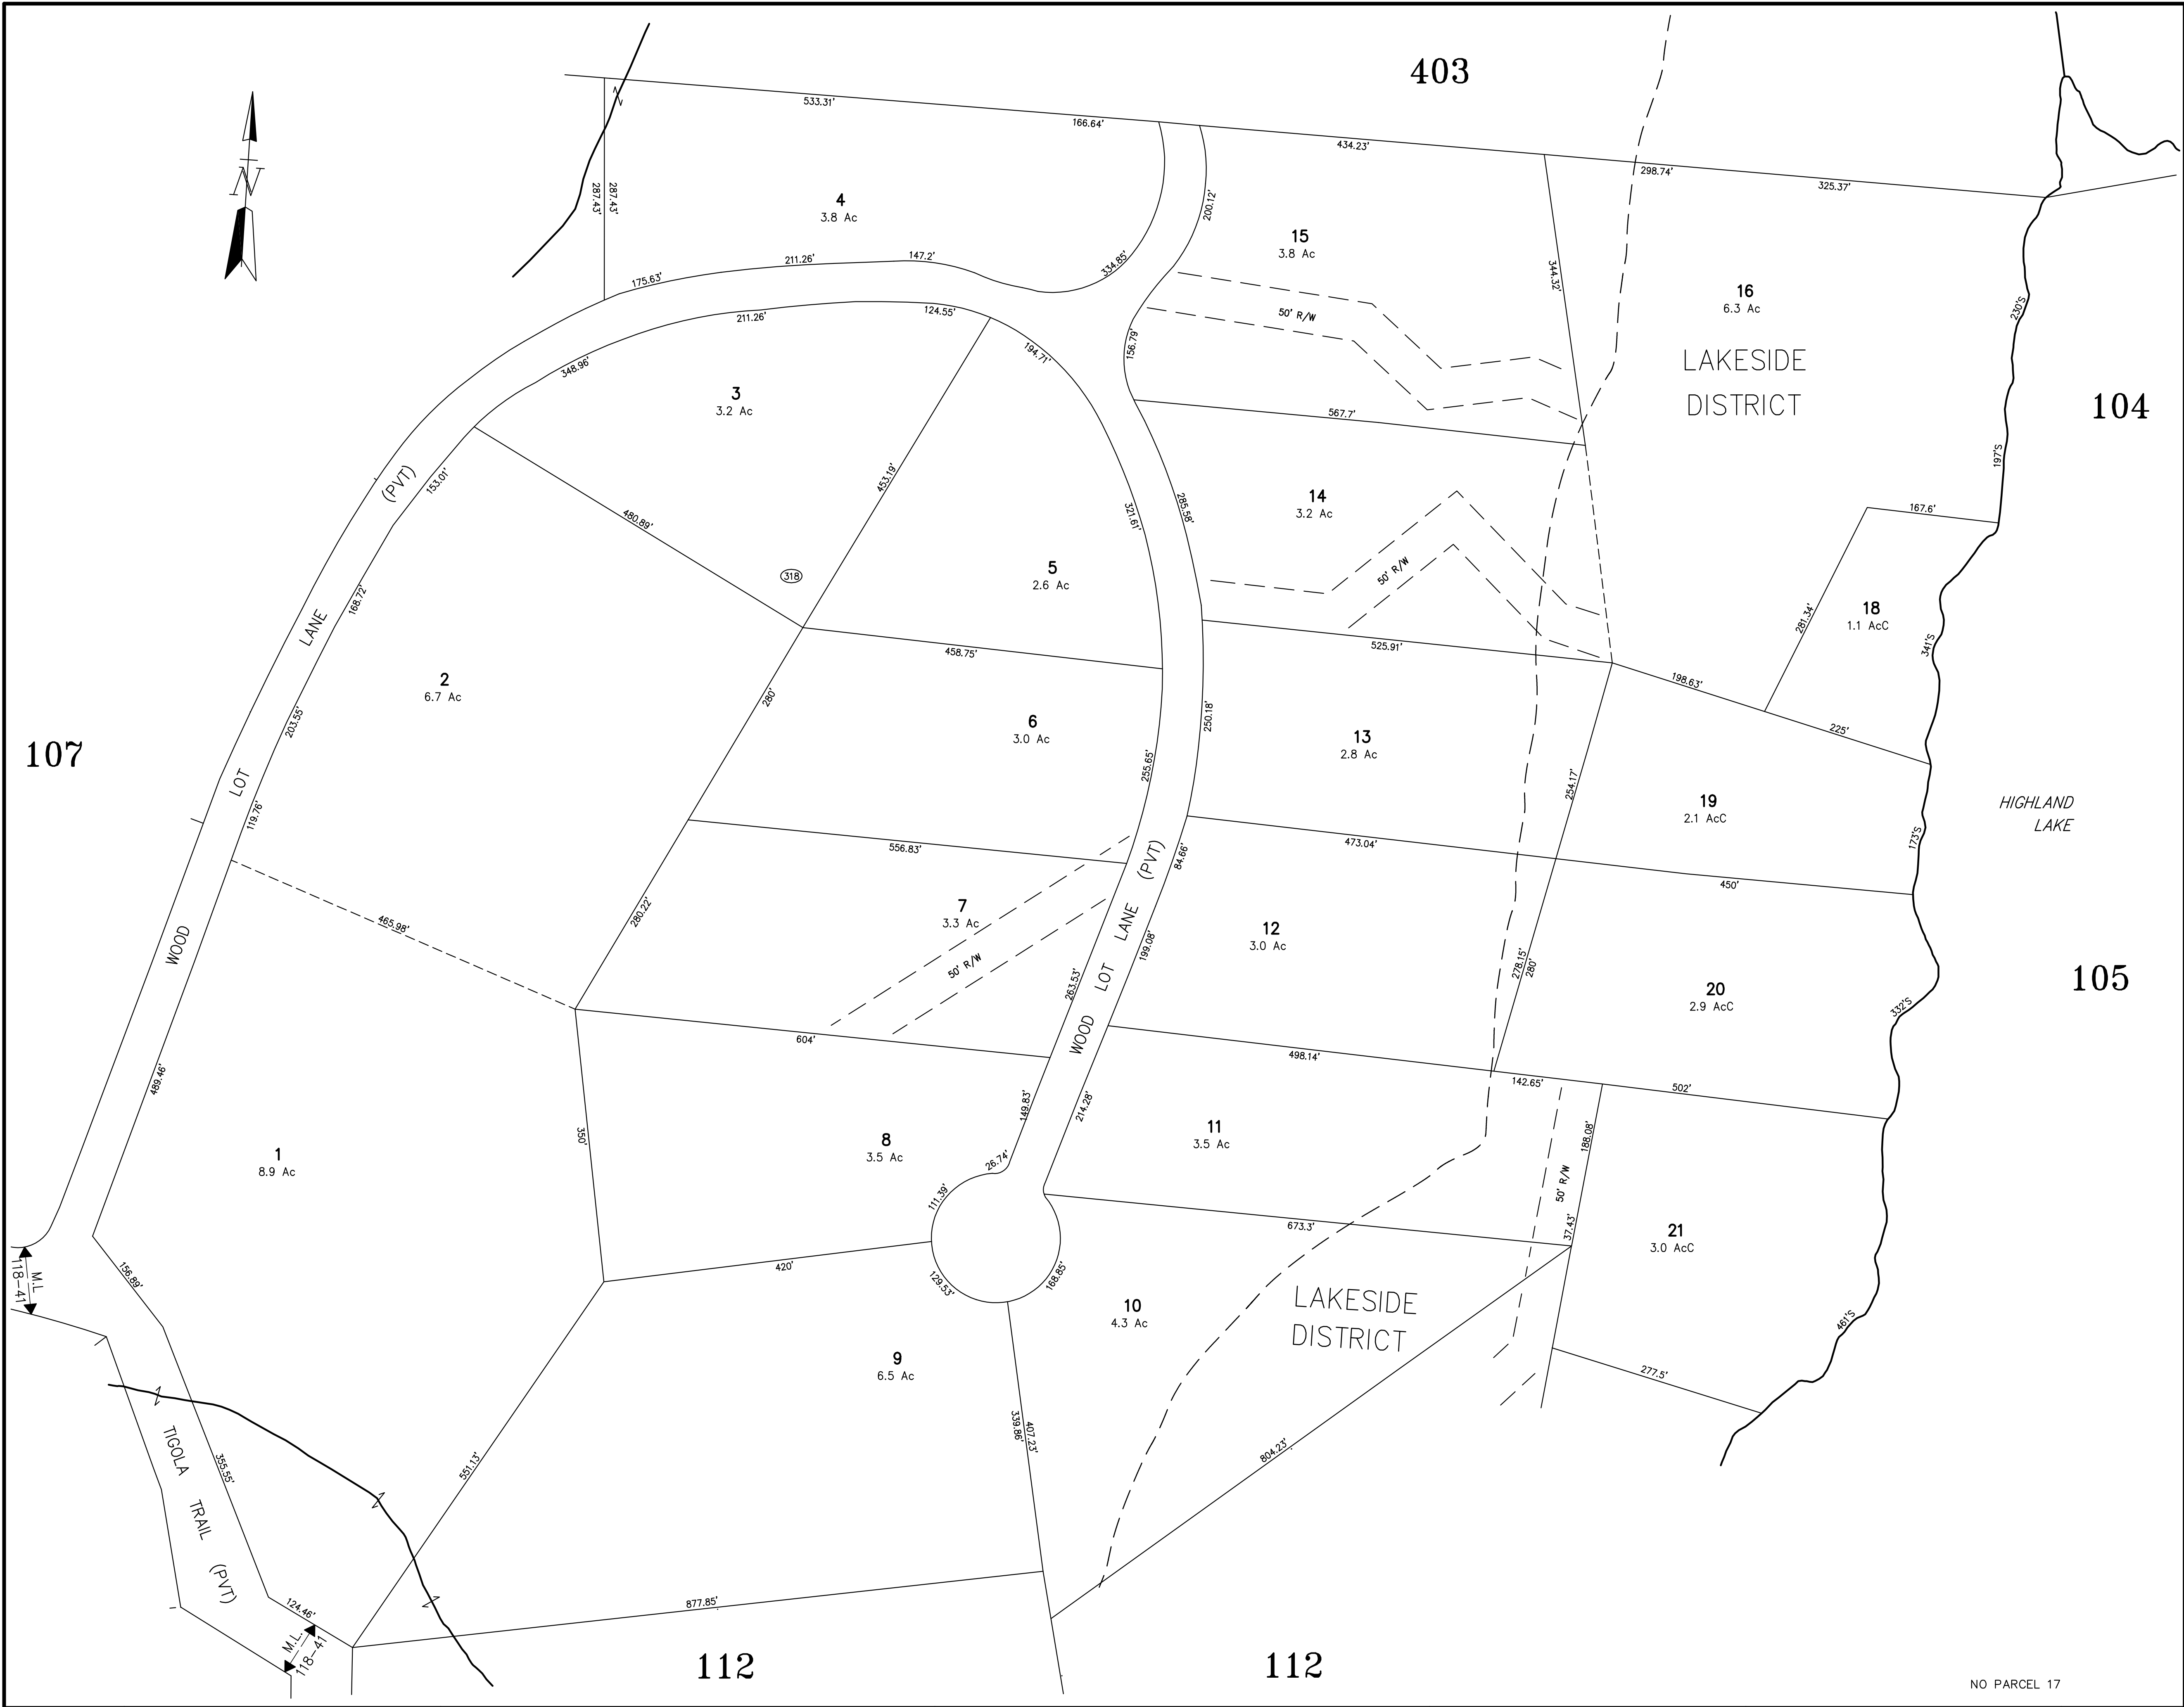 403
533.31'
166.64'
434.23'
298.74'
325.37'
N
287.43'
287.43'
4
3.8 Ac
200.12'
15
3.8 Ac
344.32'
16
6.3 Ac
LAKESIDE
DISTRICT
230'S
104
175.63'
211.26'
147.2'
334.85'
50' R/W
156.79'
211.26'
124.55'
194.71'
348.96'
3
3.2 Ac
567.7'
(PVT)
153.01'
480.89'
453.19'
321.61'
285.58'
14
3.2 Ac
50' R/W
197'S
167.6'
318
5
2.6 Ac
18
1.1 AcC
281.34'
341'S
LANE
168.72'
458.75'
525.91'
198.63'
225'
2
6.7 Ac
280'
6
3.0 Ac
250.18'
13
2.8 Ac
254.17'
107
203.55'
LOT
119.76'
255.65'
19
2.1 AcC
HIGHLAND
LAKE
173'S
556.83'
473.04'
450'
84.66'
465.98'
280.22'
7
3.3 Ac
50' R/W
WOOD LOT LANE (PVT)
12
3.0 Ac
199.08'
WOOD
263.53'
278.15'
280'
20
2.9 AcC
332'S
105
604'
498.14'
142.65'
502'
489.46'
149.83'
214.28'
350'
1
8.9 Ac
8
3.5 Ac
11
3.5 Ac
188.08'
50' R/W
26.74'
111.39'
673.3'
37.43'
21
3.0 AcC
M.L.
118-41
156.89'
420'
129.53'
168.85'
10
4.3 Ac
LAKESIDE
DISTRICT
461'S
9
6.5 Ac
277.5'
339.86'
407.23'
804.23'
TIGOLA TRAIL (PVT)
355.55'
551.13'
124.46'
877.85'
M.L.
118-41
112
112
NO PARCEL 17